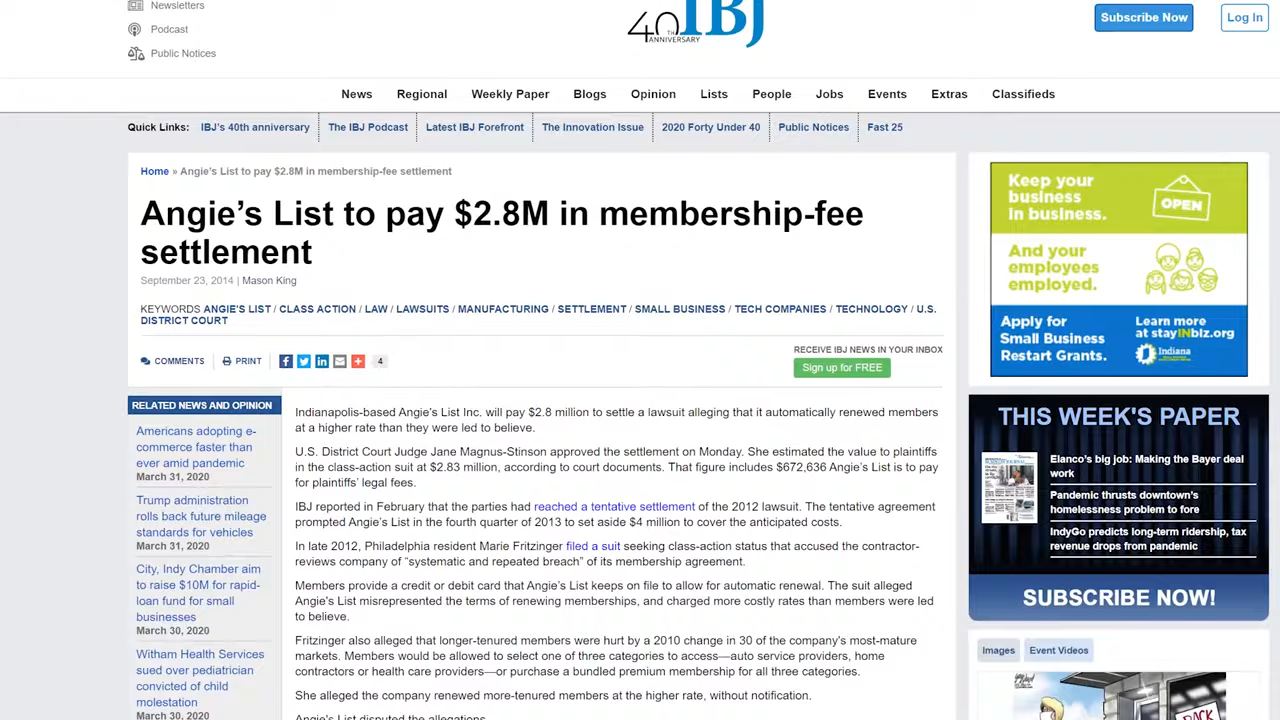 Newsletters
Podcast
Public Notices
40TH
ANNIVERSARY
IBJ
Subscribe Now
Log In
News Regional Weekly Paper Blogs Opinion Lists People Jobs Events Extras Classifieds
Quick Links: IBJ's 40th anniversary The IBJ Podcast Latest IBJ Forefront The Innovation Issue 2020 Forty Under 40 Public Notices Fast 25
Home » Angie's List to pay $2.8M in membership-fee settlement
Angie's List to pay $2.8M in membership-fee
settlement
September 23, 2014 | Mason King
KEYWORDS ANGIE'S LIST / CLASS ACTION / LAW / LAWSUITS / MANUFACTURING / SETTLEMENT / SMALL BUSINESS / TECH COMPANIES / TECHNOLOGY / U.S.
DISTRICT COURT
COMMENTS PRINT 4
RECEIVE IBJ NEWS IN YOUR INBOX
Sign up for FREE
RELATED NEWS AND OPINION
Americans adopting e-
commerce faster than
ever amid pandemic
March 31, 2020
Trump administration
rolls back future mileage
standards for vehicles
March 31, 2020
City, Indy Chamber aim
to raise $10M for rapid-
loan fund for small
businesses
March 30, 2020
Witham Health Services
sued over pediatrician
convicted of child
molestation
March 30, 2020
Indianapolis-based Angie's List Inc. will pay $2.8 million to settle a lawsuit alleging that it automatically renewed members
at a higher rate than they were led to believe.
U.S. District Court Judge Jane Magnus-Stinson approved the settlement on Monday. She estimated the value to plaintiffs
in the class-action suit at $2.83 million, according to court documents. That figure includes $672,636 Angie's List is to pay
for plaintiffs' legal fees.
IBJ reported in February that the parties had reached a tentative settlement of the 2012 lawsuit. The tentative agreement
prompted Angie's List in the fourth quarter of 2013 to set aside $4 million to cover the anticipated costs.
In late 2012, Philadelphia resident Marie Fritzinger filed a suit seeking class-action status that accused the contractor-
reviews company of “systematic and repeated breach” of its membership agreement.
Members provide a credit or debit card that Angie's List keeps on file to allow for automatic renewal. The suit alleged
Angie's List misrepresented the terms of renewing memberships, and charged more costly rates than members were led
to believe.
Fritzinger also alleged that longer-tenured members were hurt by a 2010 change in 30 of the company's most-mature
markets. Members would be allowed to select one of three categories to access—auto service providers, home
contractors or health care providers—or purchase a bundled premium membership for all three categories.
She alleged the company renewed more-tenured members at the higher rate, without notification.
Angie's List disputed the allegations
Keep your
business
in business.
OPEN
And your
employees
employed.
Apply for
Small Business
Restart Grants.
Learn more
at stayINbiz.org
Indiana
THIS WEEK'S PAPER
Elanco's big job: Making the Bayer deal
work
Pandemic thrusts downtown's
homelessness problem to fore
IndyGo predicts long-term ridership, tax
revenue drops from pandemic
SUBSCRIBE NOW!
Images Event Videos
BACK